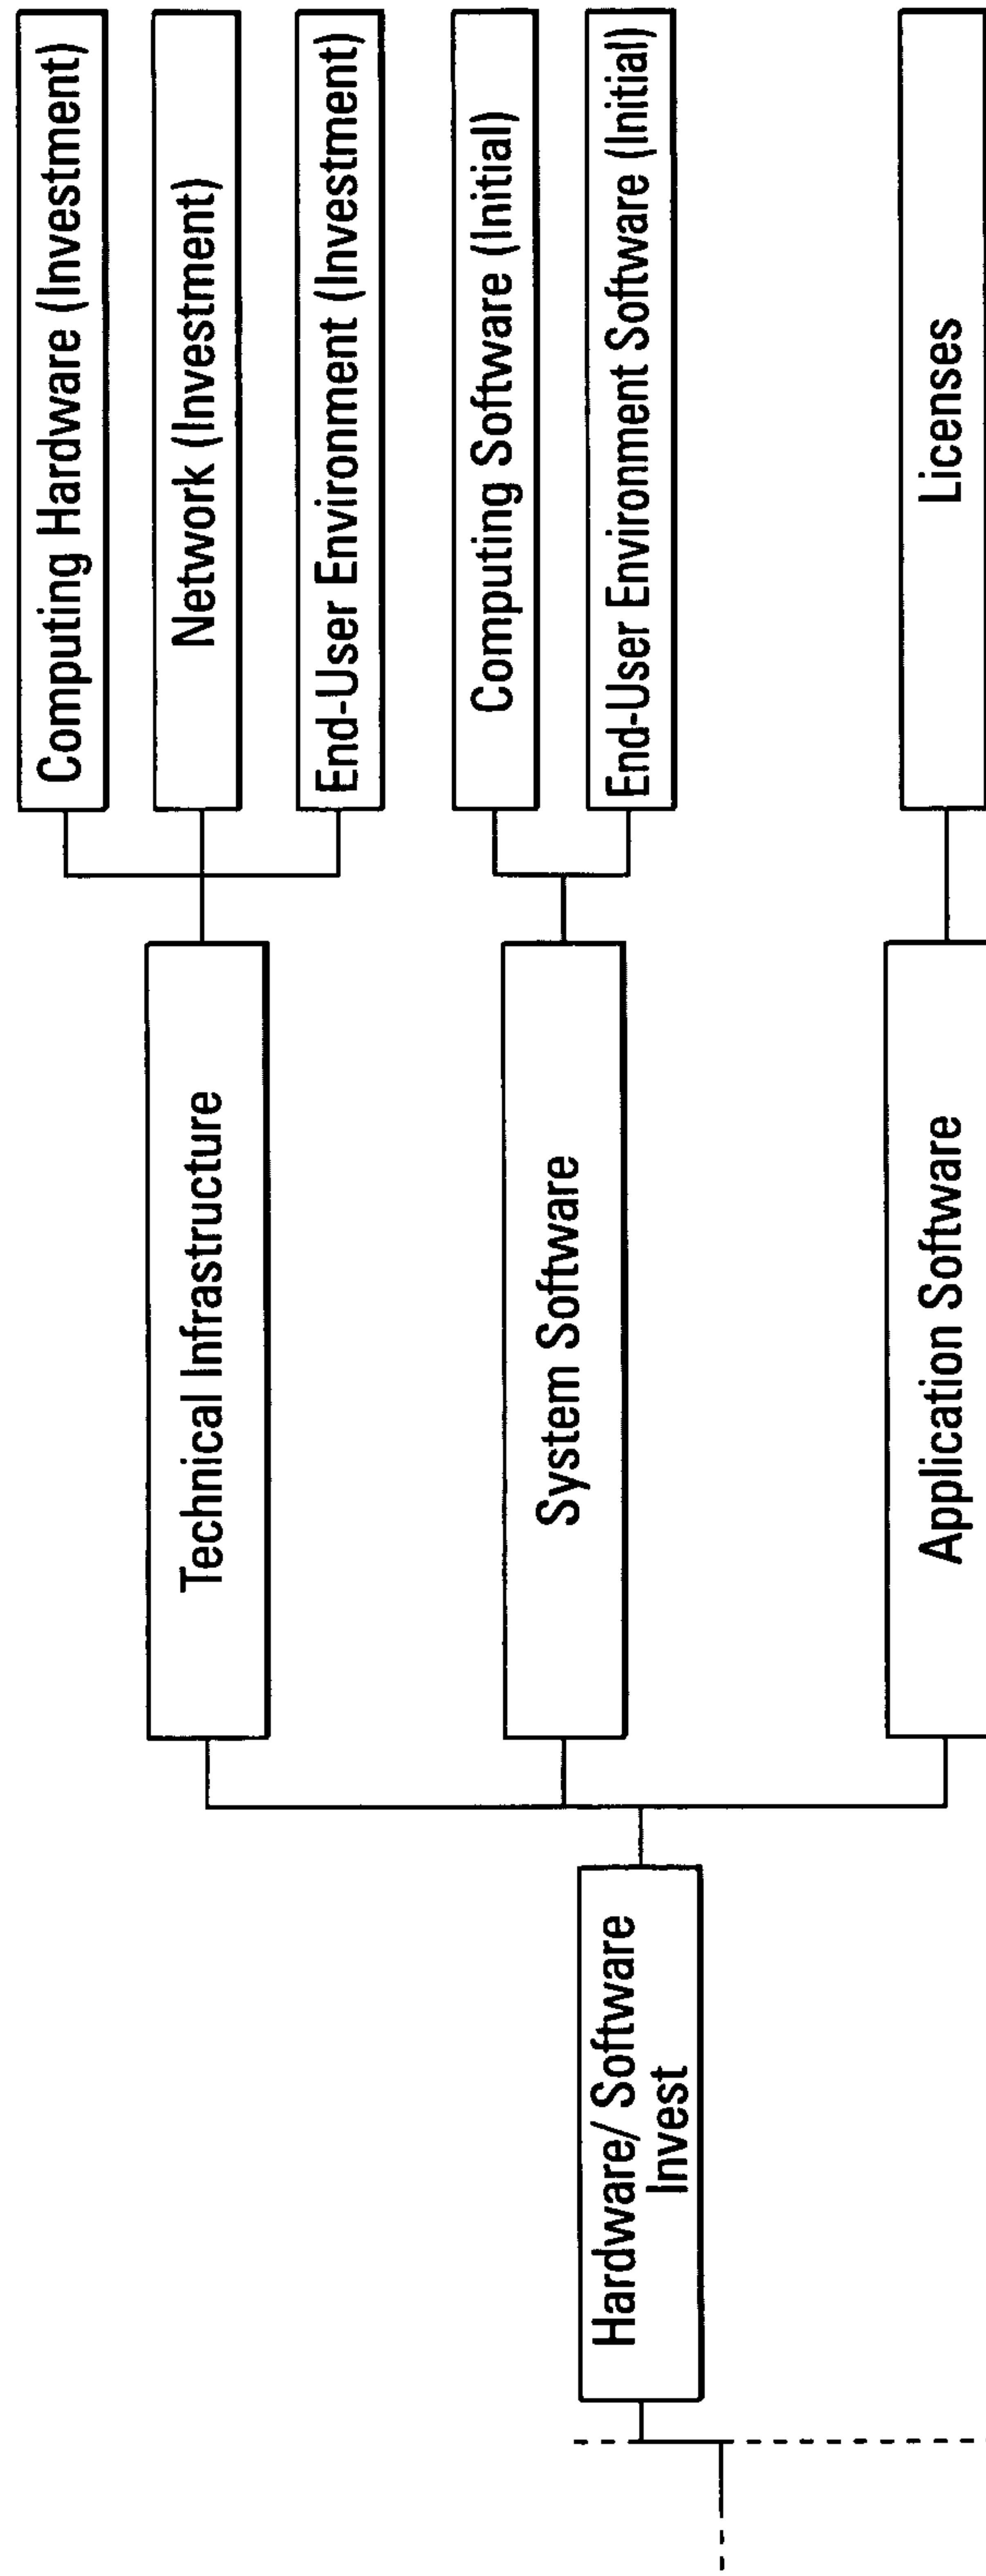 Hardware/ Software
Invest
Technical Infrastructure
Computing Hardware (Investment)
Network (Investment)
End-User Environment (Investment)
System Software
Computing Software (Initial)
End-User Environment Software (Initial)
Application Software
Licenses